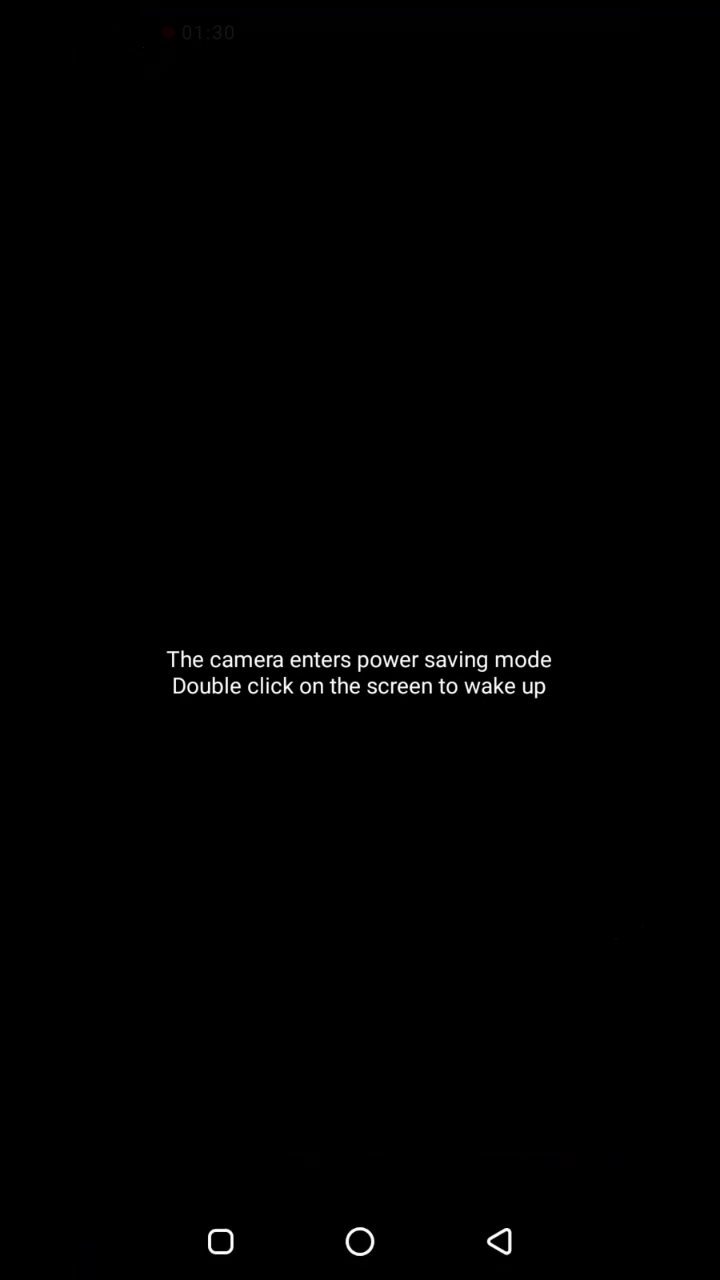 01:30
The camera enters power saving mode
Double click on the screen to wake up